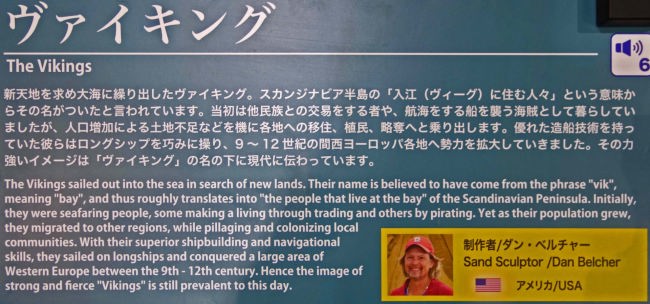 ヴァイキング
The Vikings
6
新天地を求め大海に繰り出したヴァイキング。スカンジナビア半島の「入江（ヴィーグ）に住む人々」という意味か
らその名がついたと言われています。当初は他民族との交易をする者や、航海をする船を襲う海賊として暮らしてい
ましたが、人口増加による土地不足などを機に各地への移住、植民、略奪へと乗り出します。優れた造船技術を持っ
ていた彼らはロングシップを巧みに操り、9～12世紀の間西ヨーロッパ各地へ勢力を拡大していきました。その力
強いイメージは「ヴァイキング」の名の下に現代に伝わっています。
The Vikings sailed out into the sea in search of new lands. Their name is believed to have come from the phrase "vik",
meaning "bay", and thus roughly translates into "the people that live at the bay" of the Scandinavian Peninsula. Initially,
they were seafaring people, some making a living through trading and others by pirating. Yet as their population grew,
they migrated to other regions, while pillaging and colonizing local
communities. With their superior shipbuilding and navigational
skills, they sailed on longships and conquered a large area of
Western Europe between the 9th - 12th century. Hence the image of
strong and fierce "Vikings" is still prevalent to this day.
制作者/ダン・ベルチャー
Sand Sculptor /Dan Belcher
アメリカ/USA